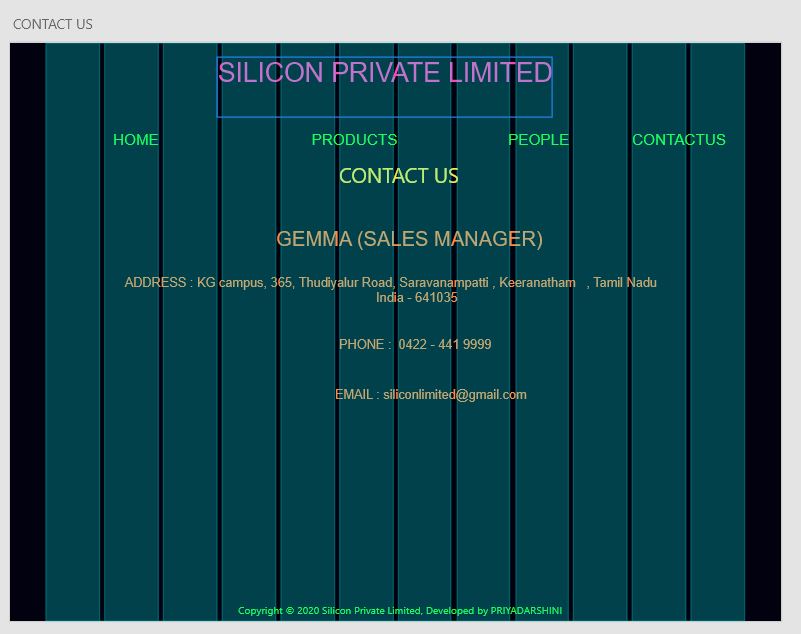 CONTACT US
SILICON PRIVATE LIMITED
HOME PRODUCTS PEOPLE CONTACTUS
CONTACT US
GEMMA (SALES MANAGER)
ADDRESS : KG campus, 365, Thudiyalur Road, Saravanampatti , Keeranatham , Tamil Nadu
India - 641035
PHONE : 0422 - 441 9999
EMAIL : siliconlimited@gmail.com
Copyright © 2020 Silicon Private Limited, Developed by PRIYADARSHINI